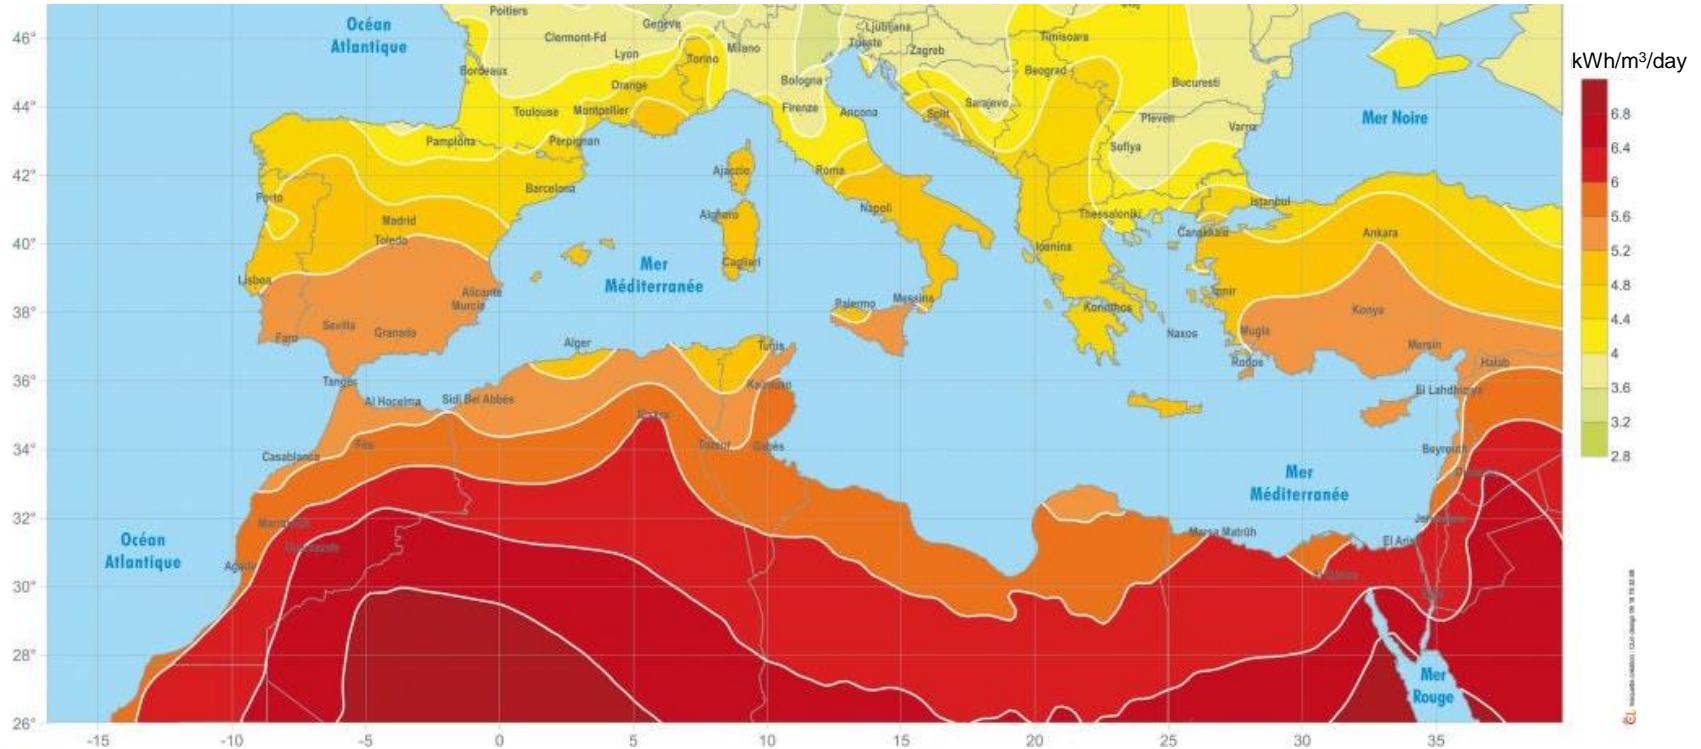 Océan
Atlantique
Poitiers
Clermont-Fd
Genève
Lyon
Milano
Torino
Ljubljana
Trieste
Zagreb
Timisoara
Beograd
Bucuresti
Bordeaux
Orange
Bologna
Toulouse
Montpellier
Firenze
Ancona
Split
Sarajevo
Pleven
Varna
Mer Noire
kWh/m³/day
Pamplona
Perpignan
Sofiya
Ajaccio
Roma
Barcelona
Porto
Madrid
Toledo
Alghero
Napoli
Thessaloniki
Istanbul
Çanakkale
Ankara
Ioanina
Cagliari
Mer
Méditerranée
Lisboa
Alicante
Murcia
Palermo
Messina
Korinthos
Izmir
Konya
Faro
Sevilla
Granada
Naxos
Mugla
Mersin
Alger
Tunis
Rodos
Halab
Tanger
Kairouan
Al Hoceima
Sidi Bel Abbés
El Lahdhiqiya
Fès
Biskra
Tozeur
Gabès
Casablanca
Beyrouth
Mer
Méditerranée
Marsa Matrûh
El Arish
Océan
Atlantique
Agadir
Mer
Rouge
46°
44°
42°
40°
38°
36°
34°
32°
30°
28°
26°
-15
-10
-5
0
5
10
15
20
25
30
35
6.8
6.4
6
5.6
5.2
4.8
4.4
4
3.6
3.2
2.8